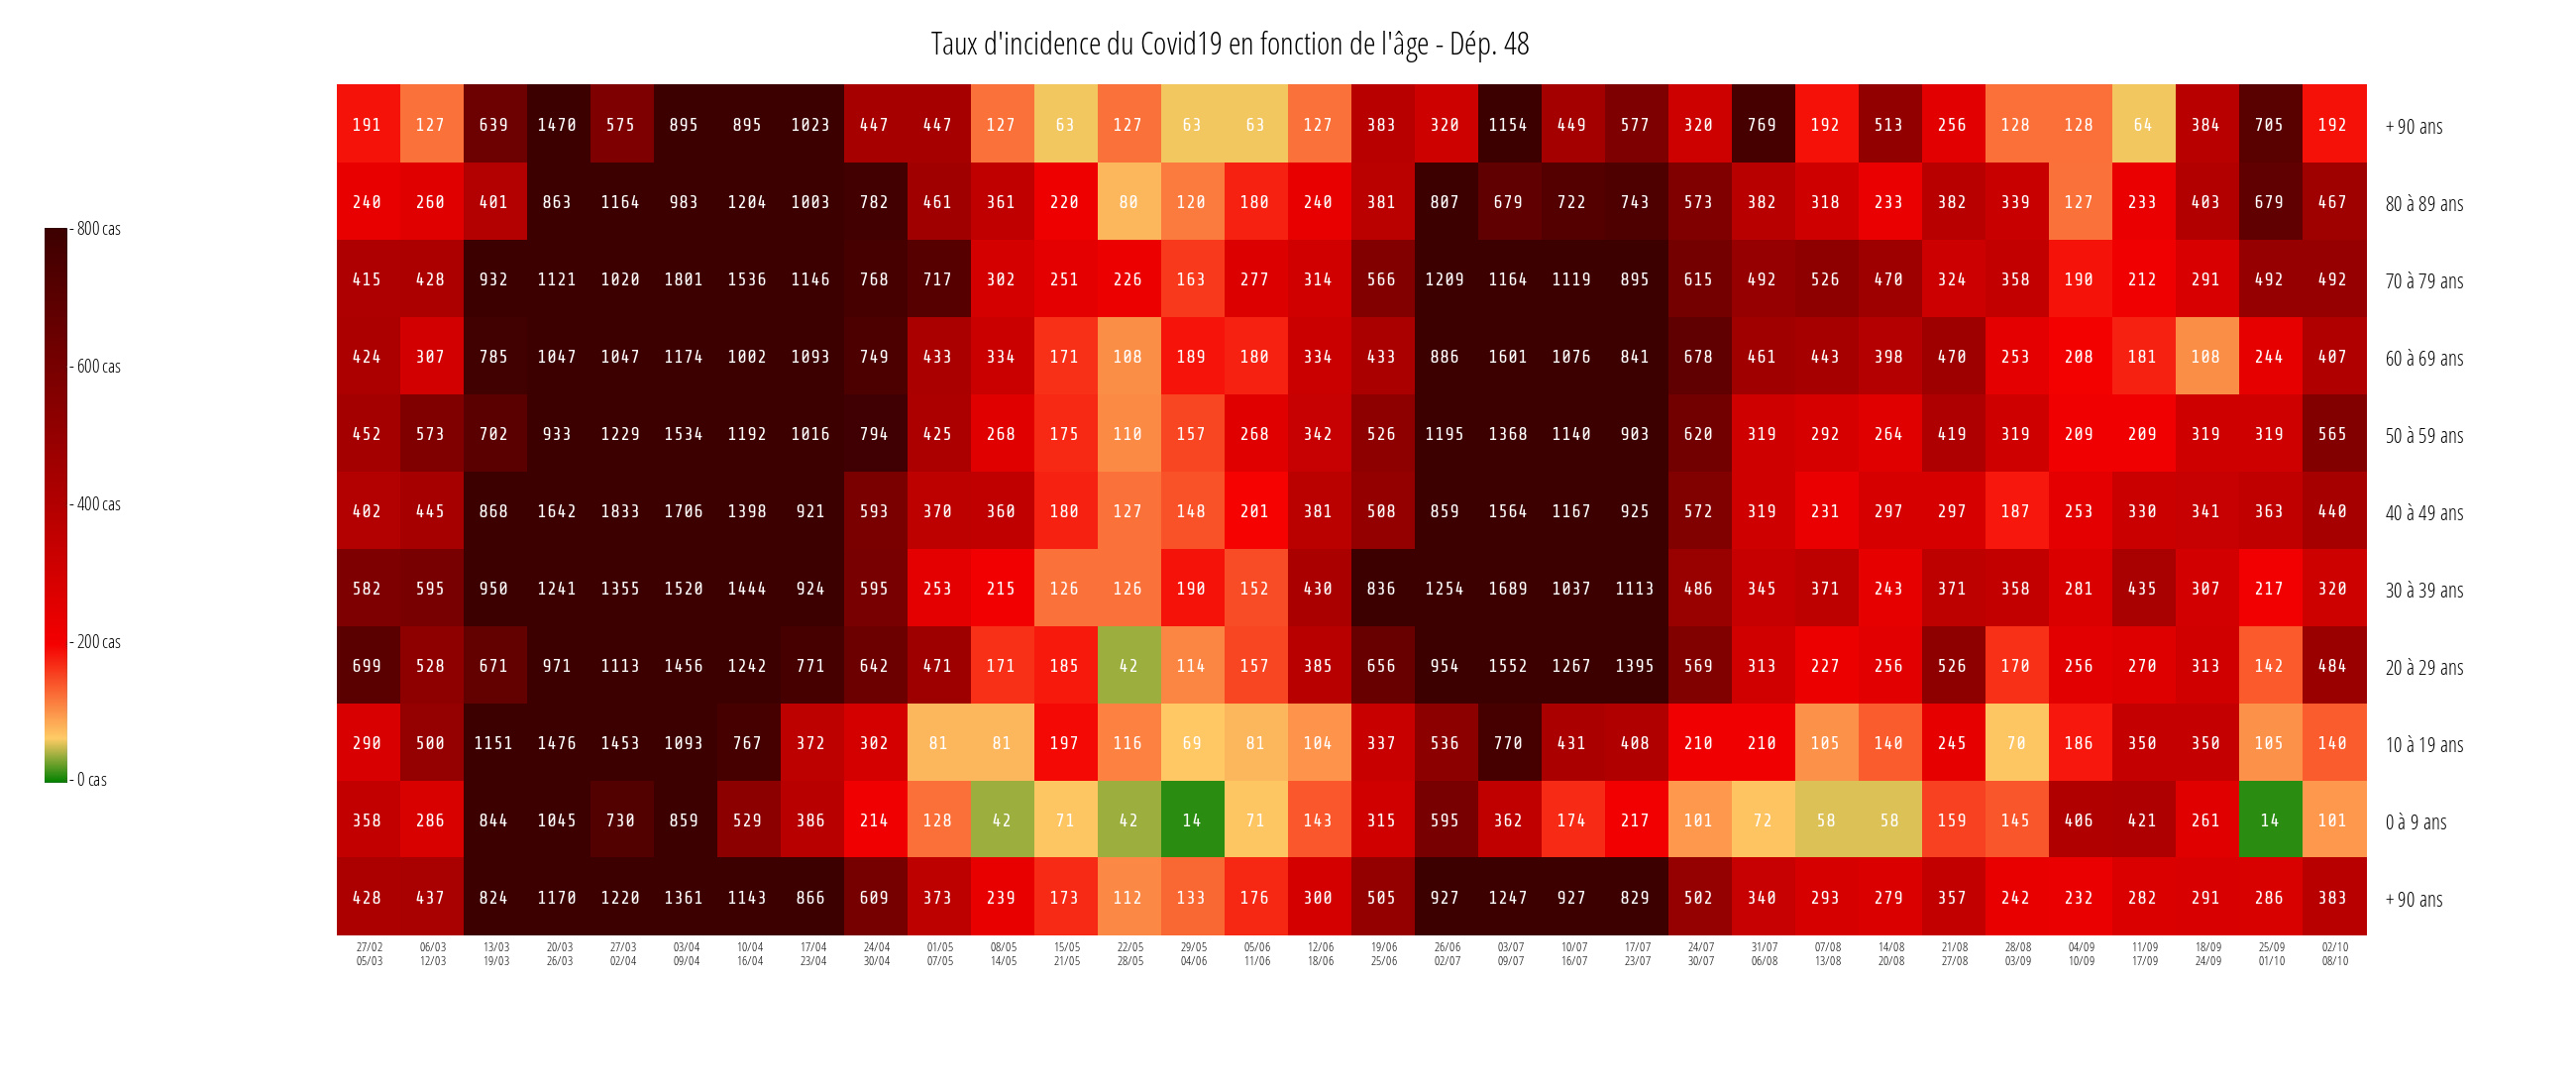 Taux d'incidence du Covid19 en fonction de l'âge - Dép. 48
191 127 639 1470 575 895 895 1023 447 447 127 63 127 63 63 127 383 320 1154 449 577 320 769 192 513 256 128 128 64 384 705 192 + 90 ans
240 260 401 863 1164 983 1204 1003 782 461 361 220 80 120 180 240 381 807 679 722 743 573 382 318 233 382 339 127 233 403 679 467 80 à 89 ans
415 428 932 1121 1020 1801 1536 1146 768 717 302 251 226 163 277 314 566 1209 1164 1119 895 615 492 526 470 324 358 190 212 291 492 492 70 à 79 ans
424 307 785 1047 1047 1174 1002 1093 749 433 334 171 108 189 180 334 433 886 1601 1076 841 678 461 443 398 470 253 208 181 108 244 407 60 à 69 ans
452 573 702 933 1229 1534 1192 1016 794 425 268 175 110 157 268 342 526 1195 1368 1140 903 620 319 292 264 419 319 209 209 319 319 565 50 à 59 ans
402 445 868 1642 1833 1706 1398 921 593 370 360 180 127 148 201 381 508 859 1564 1167 925 572 319 231 297 297 187 253 330 341 363 440 40 à 49 ans
582 595 950 1241 1355 1520 1444 924 595 253 215 126 126 190 152 430 836 1254 1689 1037 1113 486 345 371 243 371 358 281 435 307 217 320 30 à 39 ans
699 528 671 971 1113 1456 1242 771 642 471 171 185 42 114 157 385 656 954 1552 1267 1395 569 313 227 256 526 170 256 270 313 142 484 20 à 29 ans
290 500 1151 1476 1453 1093 767 372 302 81 81 197 116 69 81 104 337 536 770 431 408 210 210 105 140 245 70 186 350 350 105 140 10 à 19 ans
358 286 844 1045 730 859 529 386 214 128 42 71 42 14 71 143 315 595 362 174 217 101 72 58 58 159 145 406 421 261 14 101 0 à 9 ans
428 437 824 1170 1220 1361 1143 866 609 373 239 173 112 133 176 300 505 927 1247 927 829 502 340 293 279 357 242 232 282 291 286 383 + 90 ans
27/02 06/03 13/03 20/03 27/03 03/04 10/04 17/04 24/04 01/05 08/05 15/05 22/05 29/05 05/06 12/06 19/06 26/06 03/07 10/07 17/07 24/07 31/07 07/08 14/08 21/08 28/08 04/09 11/09 18/09 25/09 02/10
05/03 12/03 19/03 26/03 02/04 09/04 16/04 23/04 30/04 07/05 14/05 21/05 28/05 04/06 11/06 18/06 25/06 02/07 09/07 16/07 23/07 30/07 06/08 13/08 20/08 27/08 03/09 10/09 17/09 24/09 01/10 08/10
- 800 cas
- 600 cas
- 400 cas
- 200 cas
- 0 cas